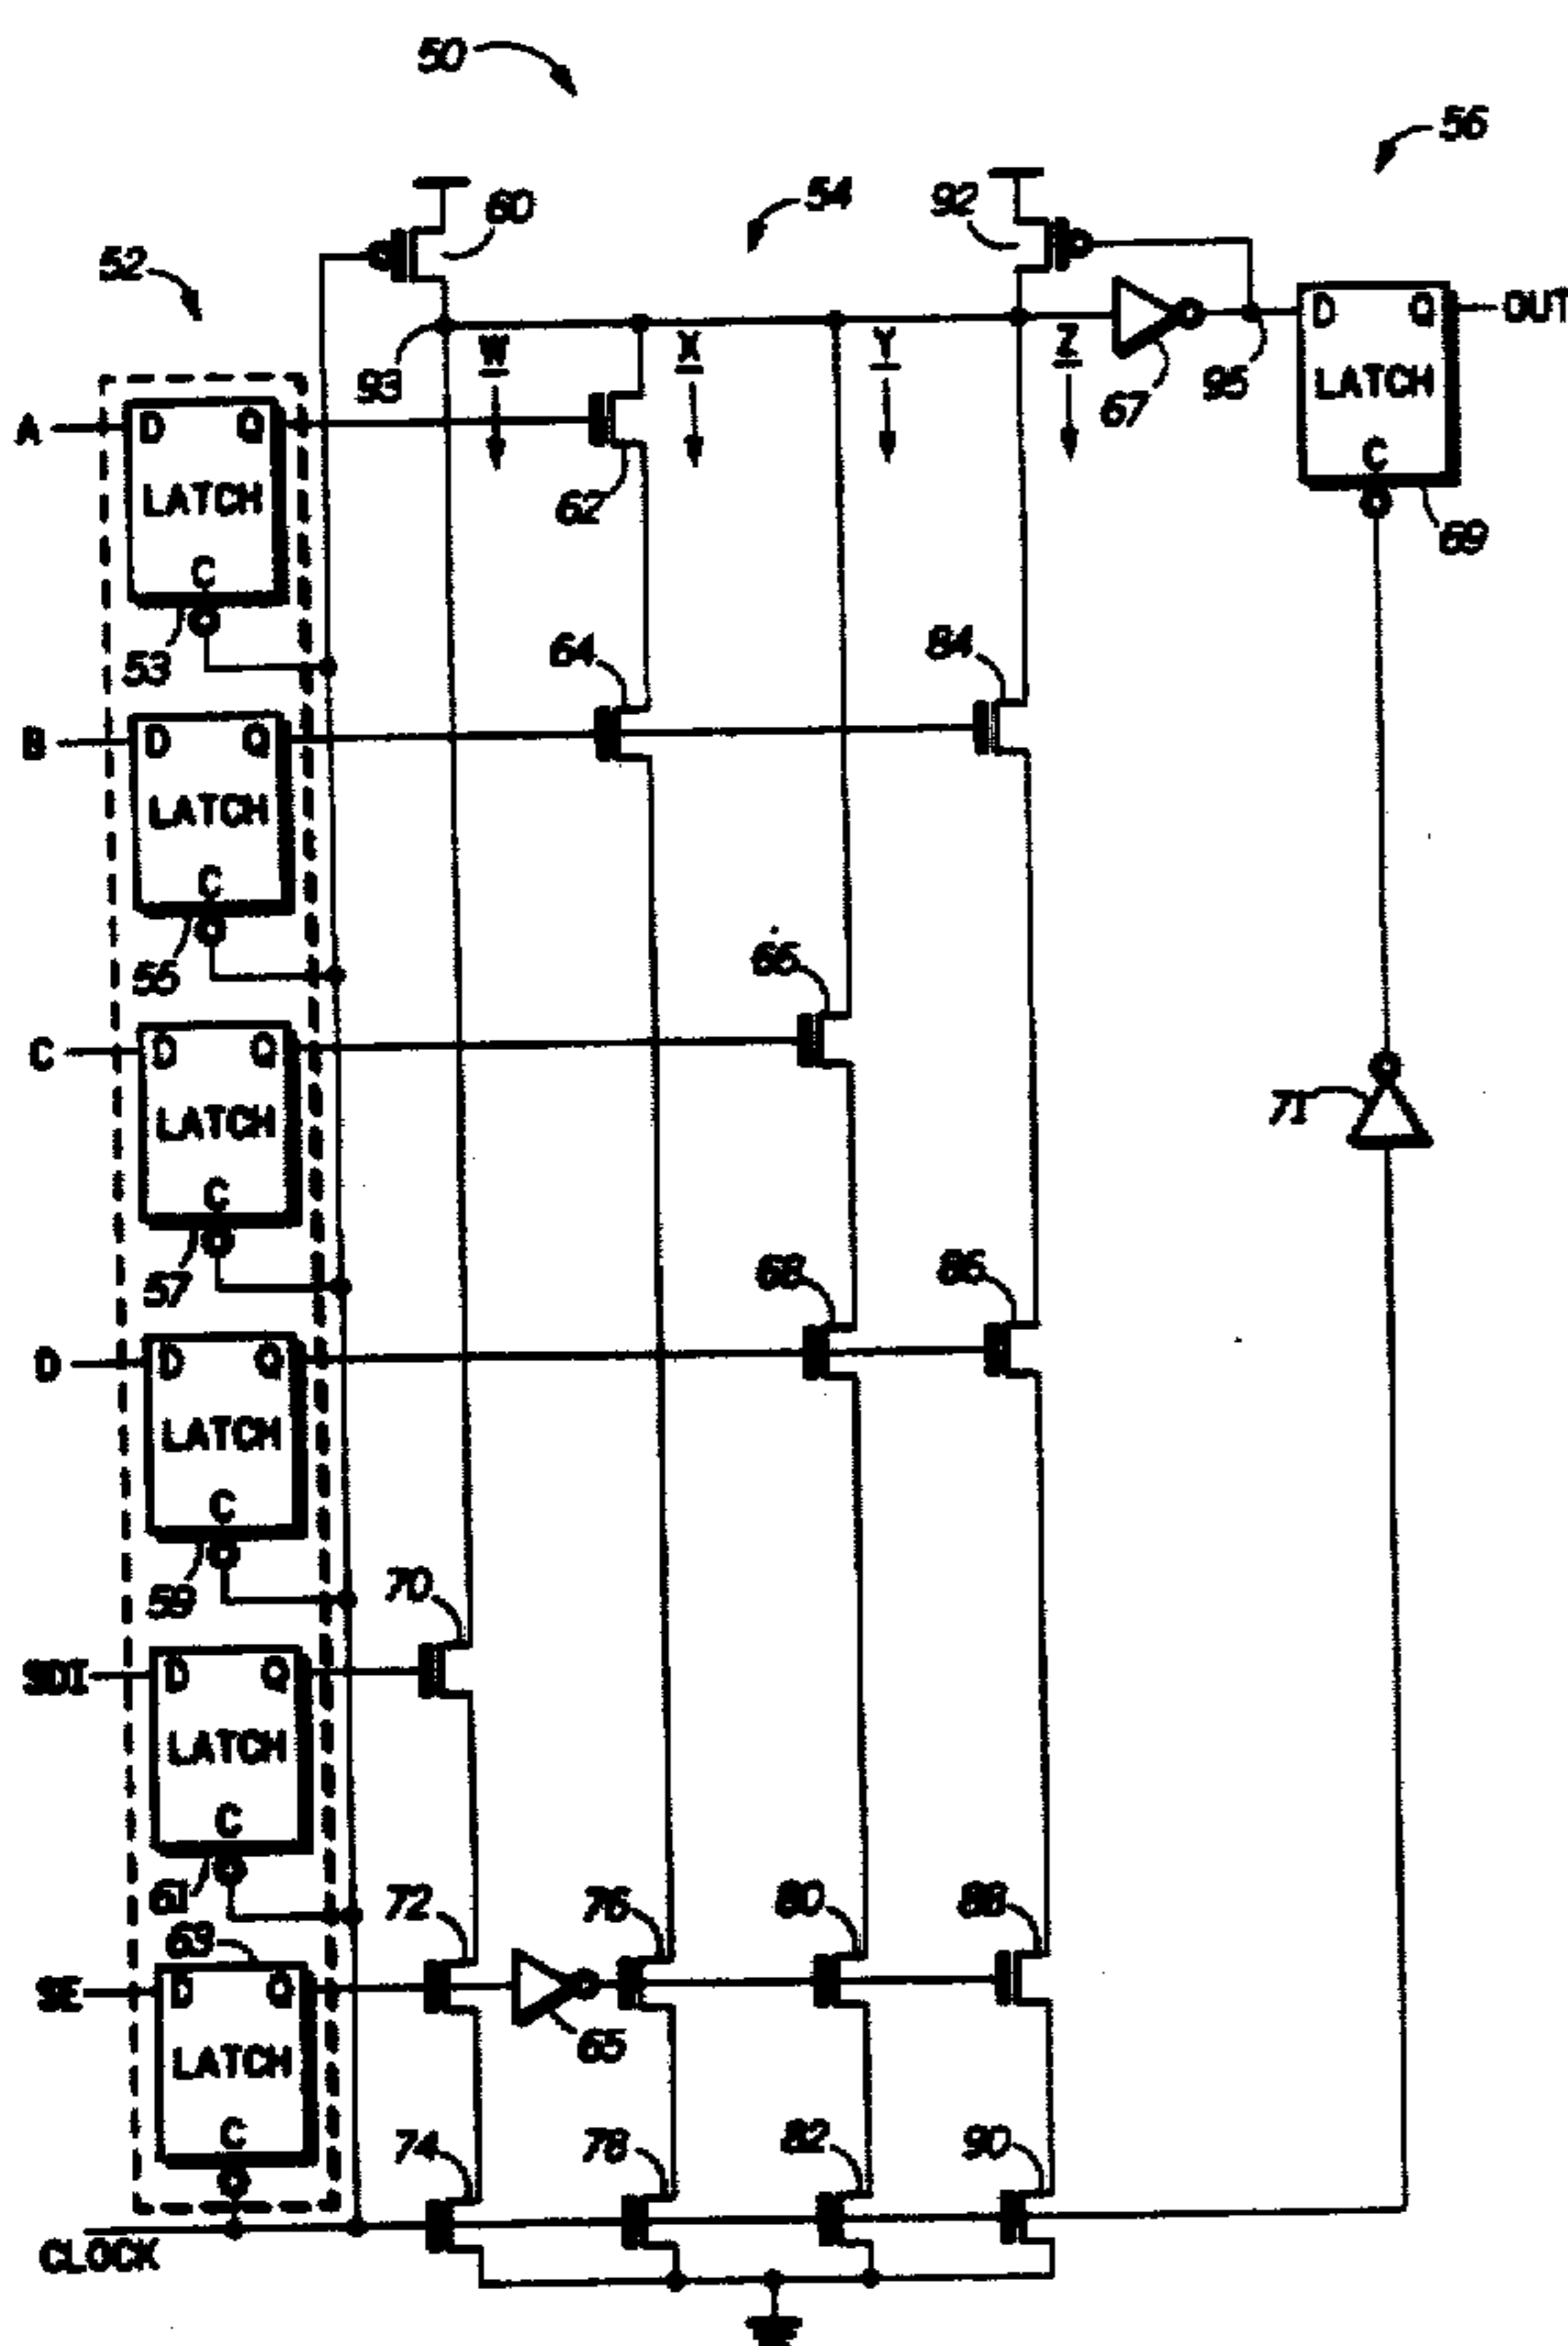 50
56
54
92
60
52
93
W
X
Y
Z
67
95
D Q OUT
LATCH
C
69
A D Q
LATCH
C
53
62
64
84
B D Q
LATCH
C
55
66
C D Q
LATCH
C
57
71
68
86
D D Q
LATCH
C
59
70
SDI D Q
LATCH
C
61
63
72
76
80
88
SE D Q
LATCH
C
65
74
78
82
90
CLOCK